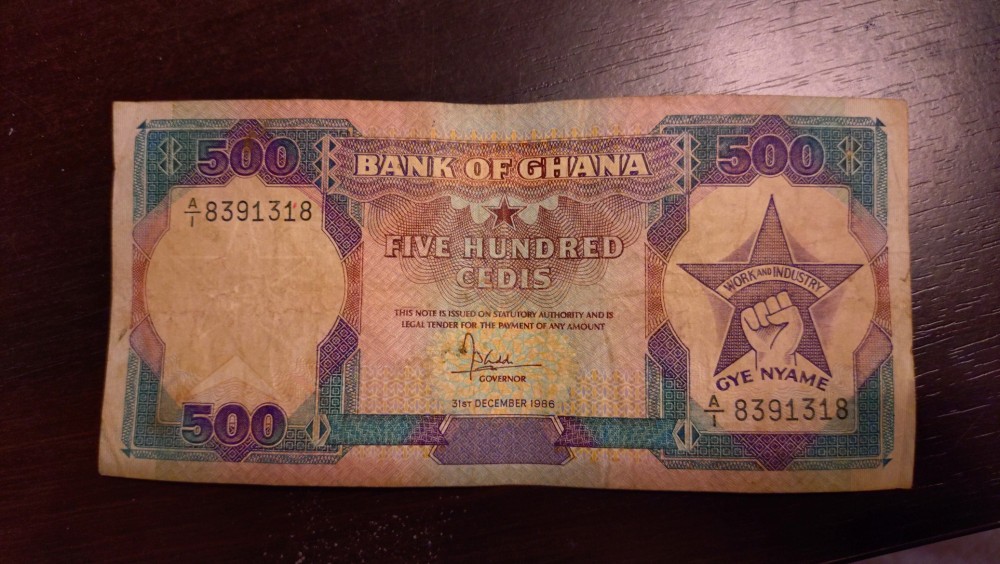 500
500
BANK OF GHANA
A/1 8391318
FIVE HUNDRED
CEDIS
WORK AND INDUSTRY
THIS NOTE IS ISSUED ON STATUTORY AUTHORITY AND IS
LEGAL TENDER FOR THE PAYMENT OF ANY AMOUNT
GOVERNOR
GYE NYAME
31ST DECEMBER 1986
A/1 8391318
500